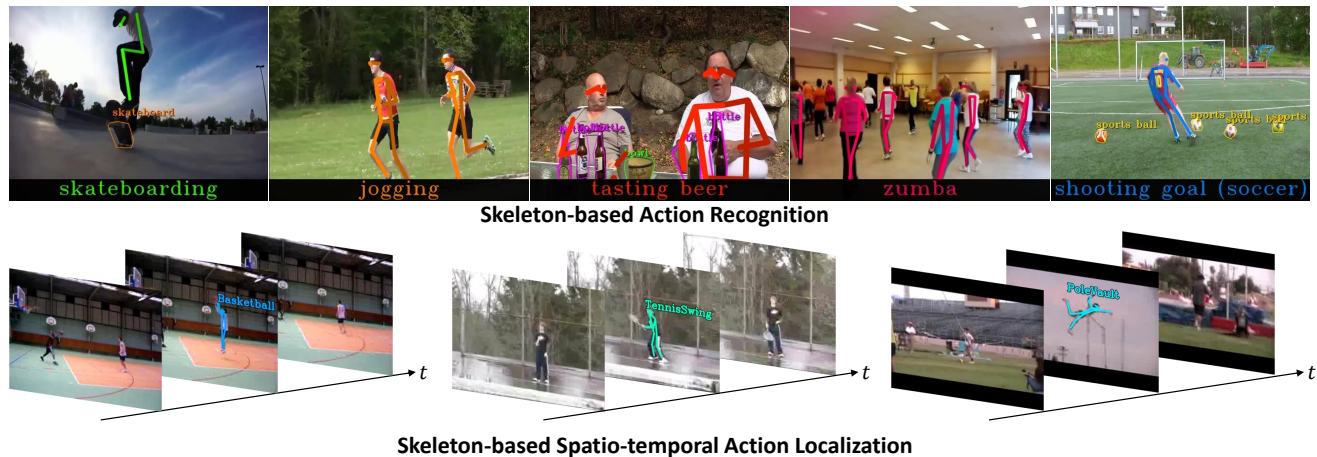 skateboard
skateboarding
jogging
bottle
bottle
bowl
tasting beer
zumba
sports ball
sports ball
sports ball
sports
shooting goal (soccer)
Skeleton-based Action Recognition
Basketball
t
TennisSwing
t
PoleVault
t
Skeleton-based Spatio-temporal Action Localization